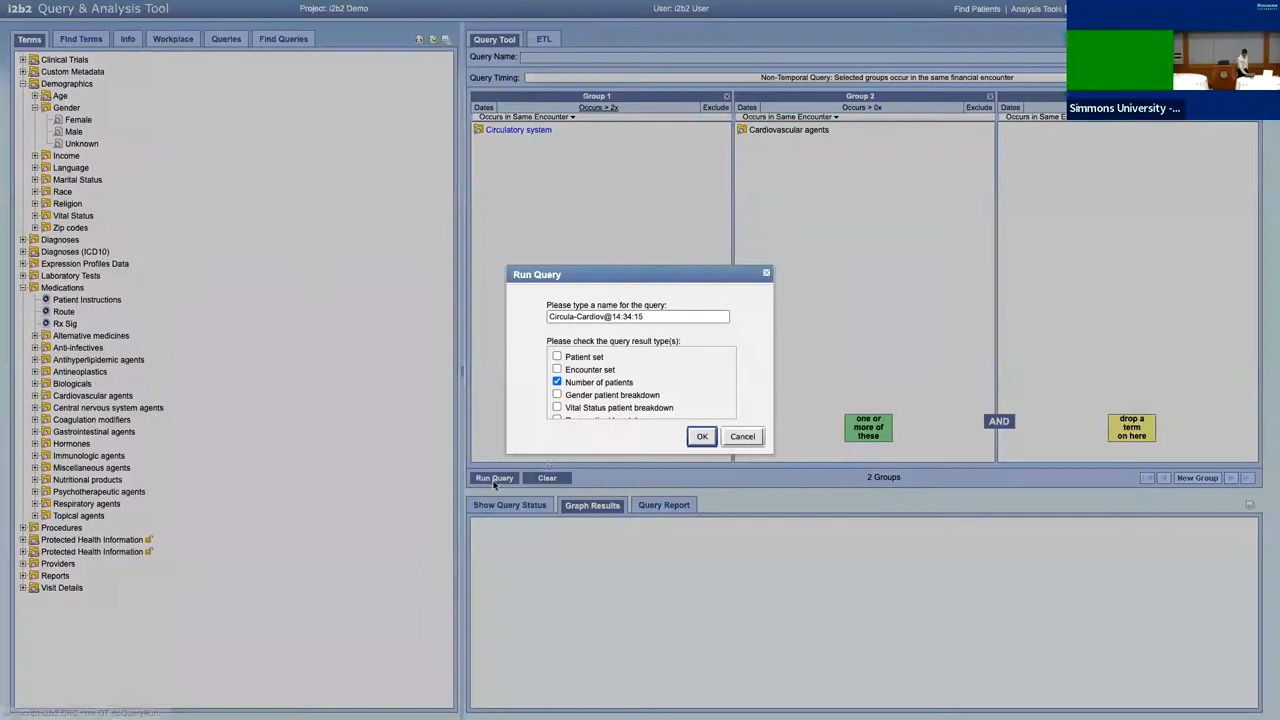 i2b2 Query & Analysis Tool
Project: i2b2 Demo
User: i2b2 User
Find Patients | Analysis Tools
Terms
Find Terms
Info
Workplace
Queries
Find Queries
Clinical Trials
Custom Metadata
Demographics
Age
Gender
Female
Male
Unknown
Income
Language
Marital Status
Race
Religion
Vital Status
Zip codes
Diagnoses
Diagnoses (ICD10)
Expression Profiles Data
Laboratory Tests
Medications
Patient Instructions
Route
Rx Sig
Alternative medicines
Anti-infectives
Antihyperlipidemic agents
Antineoplastics
Biologicals
Cardiovascular agents
Central nervous system agents
Coagulation modifiers
Gastrointestinal agents
Hormones
Immunologic agents
Miscellaneous agents
Nutritional products
Psychotherapeutic agents
Respiratory agents
Topical agents
Procedures
Protected Health Information
Protected Health Information
Providers
Reports
Visit Details
Query Tool
ETL
Query Name:
Query Timing:
Non-Temporal Query: Selected groups occur in the same financial encounter
Group 1
Dates
Occurs > 2x
Exclude
Occurs in Same Encounter
Circulatory system
Group 2
Dates
Occurs > 0x
Exclude
Occurs in Same Encounter
Cardiovascular agents
one or
more of
these
AND
Dates
Occurs in Same E
drop a
term
on here
Simmons University -...
Run Query
Please type a name for the query:
Circula-Cardiov@14:34:15
Please check the query result type(s):
Patient set
Encounter set
Number of patients
Gender patient breakdown
Vital Status patient breakdown
OK
Cancel
Run Query
Clear
2 Groups
New Group
Show Query Status
Graph Results
Query Report